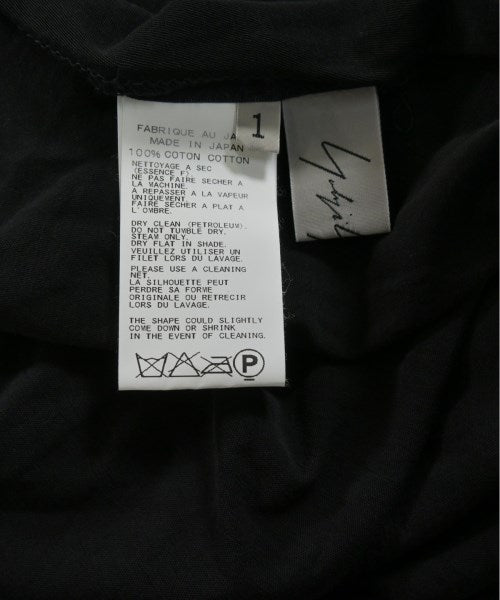 FABRIQUE AU JA
1
MADE IN JAPAN
100% COTON COTTON
NETTOYAGE A SEC
(ESSENCE F).
NE PAS FAIRE SECHER A
LA MACHINE.
A REPASSER A LA VAPEUR
UNIQUEMENT.
FAIRE SECHER A PLAT A
L'OMBRE.
DRY CLEAN (PETROLEUM).
DO NOT TUMBLE DRY.
STEAM ONLY.
DRY FLAT IN SHADE.
VEUILLEZ UTILISER UN
FILET LORS DU LAVAGE.
PLEASE USE A CLEANING
NET.
LA SILHOUETTE PEUT
PERDRE SA FORME
ORIGINALE OU RETRECIR
LORS DU LAVAGE.
THE SHAPE COULD SLIGHTLY
COME DOWN OR SHRINK
IN THE EVENT OF CLEANING.
P